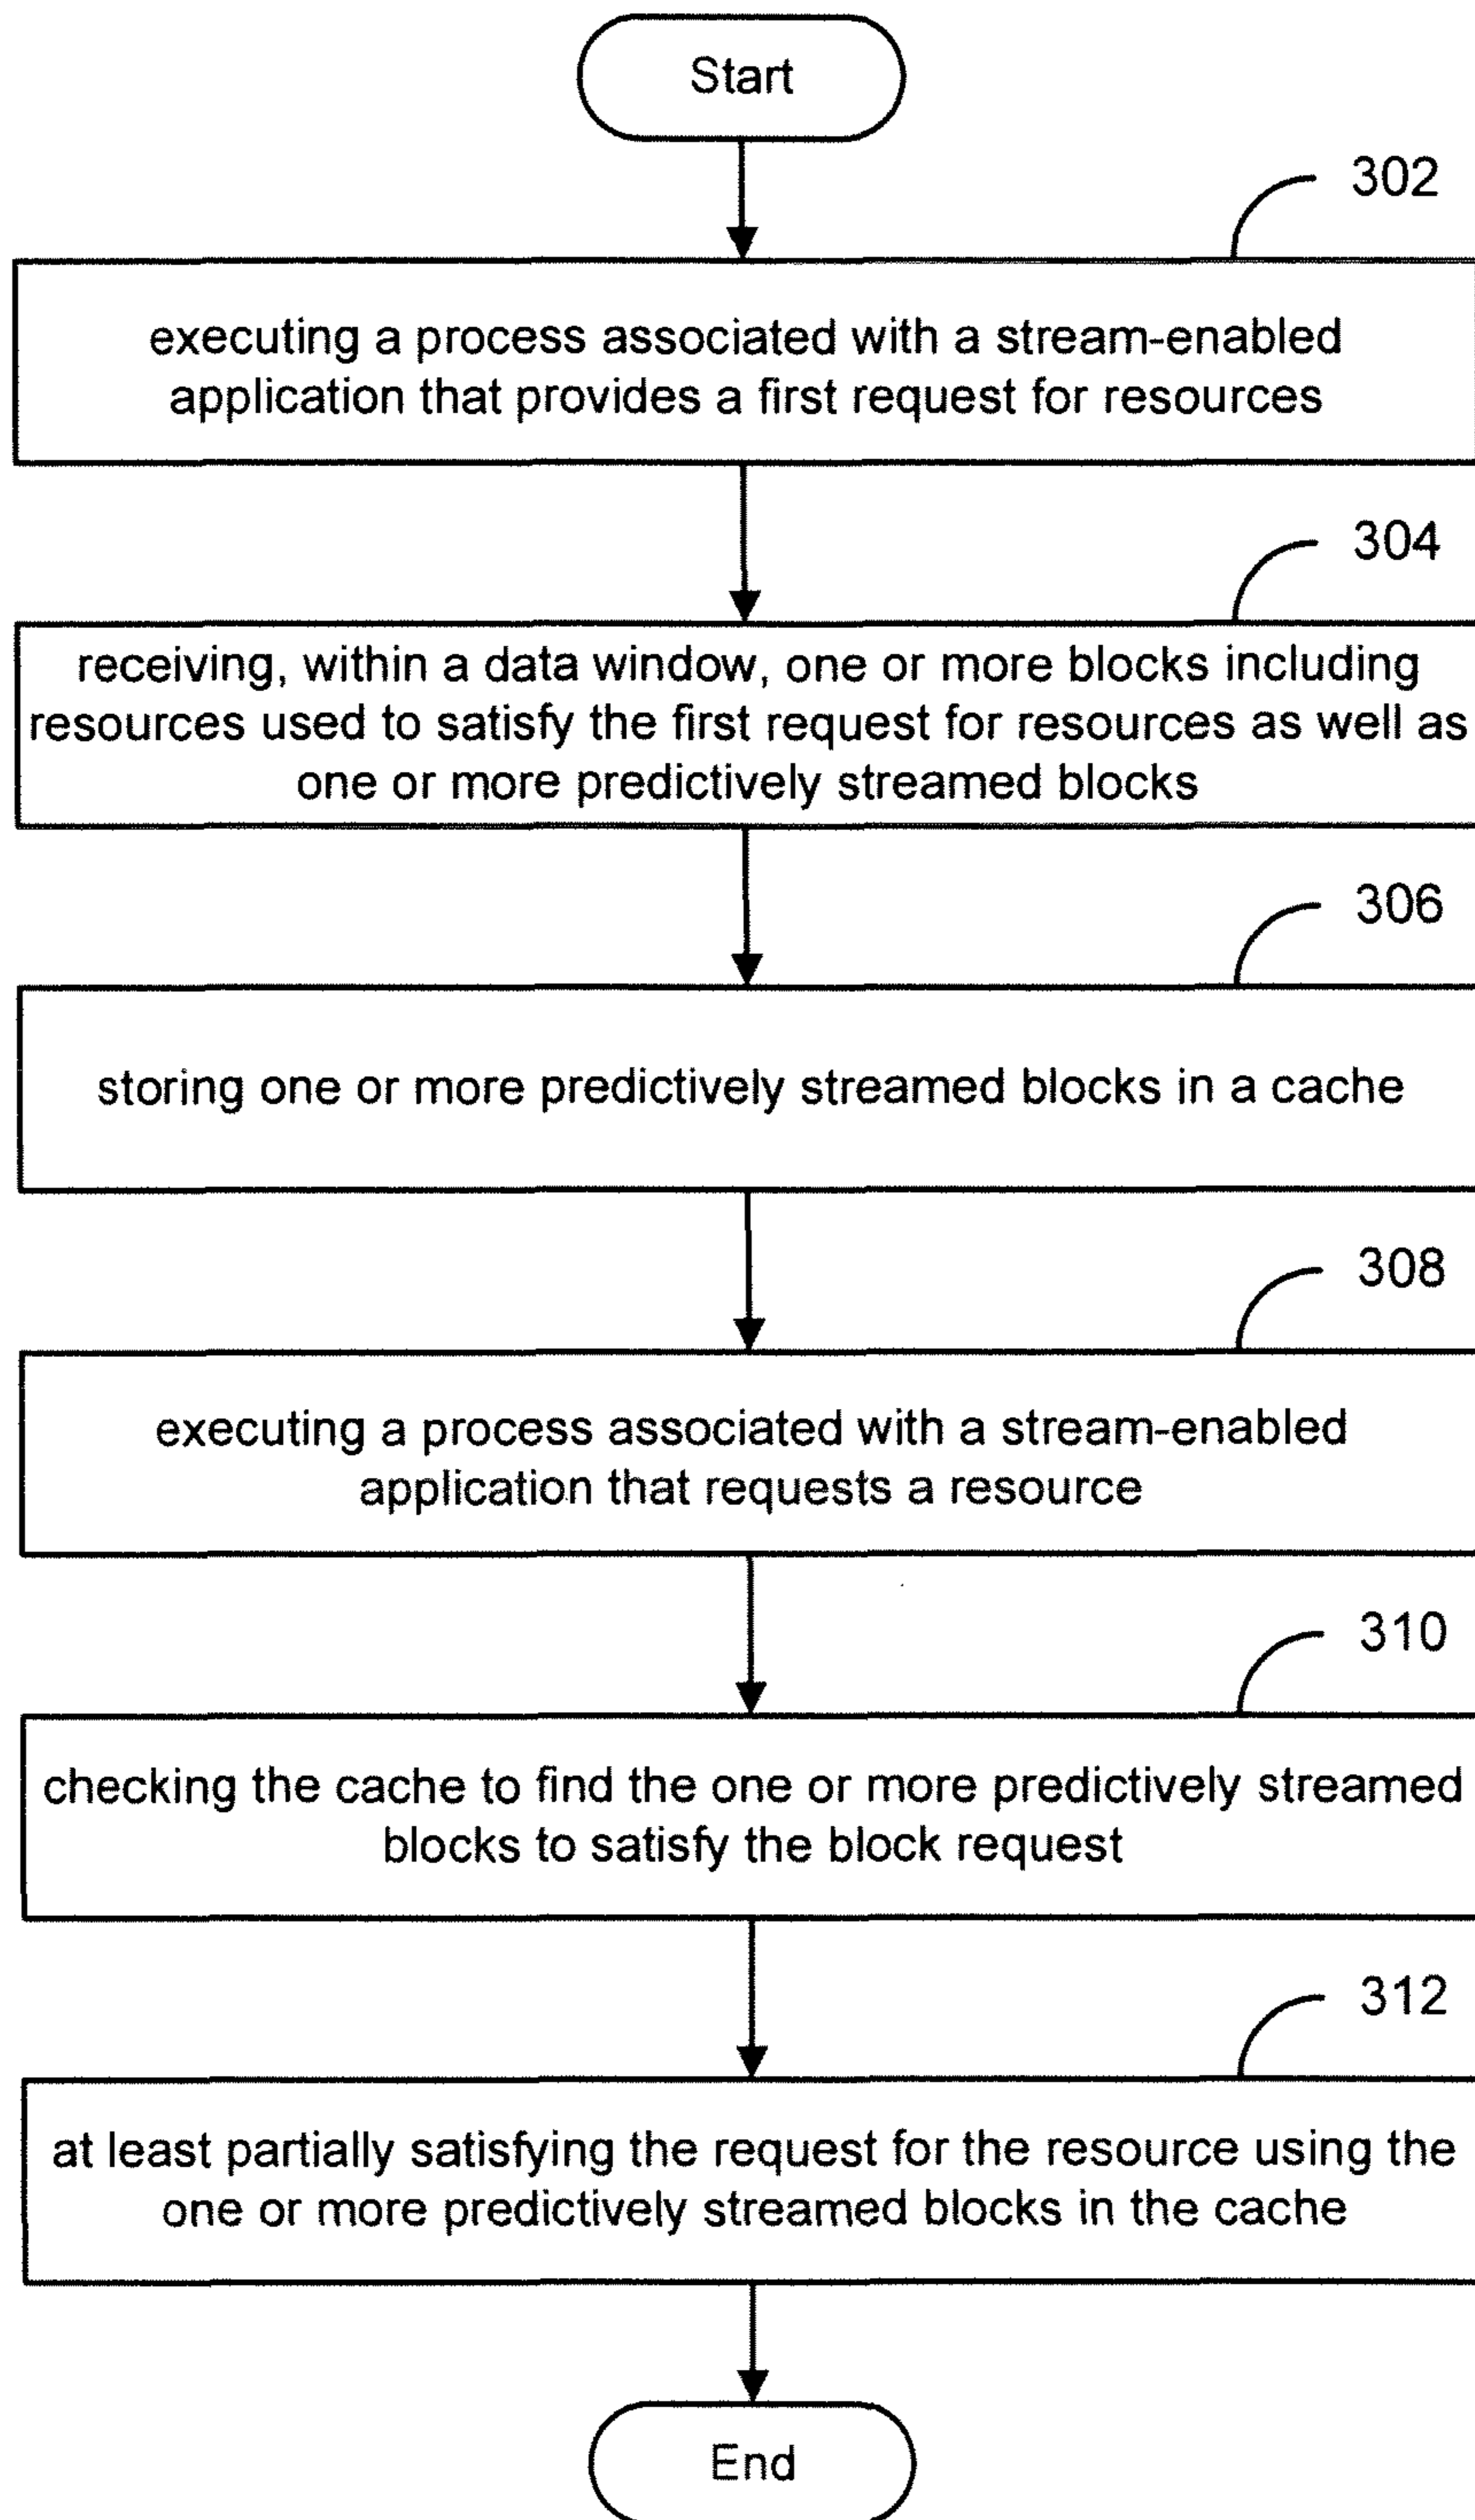 Start
302
executing a process associated with a stream-enabled
application that provides a first request for resources
304
receiving, within a data window, one or more blocks including
resources used to satisfy the first request for resources as well as
one or more predictively streamed blocks
306
storing one or more predictively streamed blocks in a cache
308
executing a process associated with a stream-enabled
application that requests a resource
310
checking the cache to find the one or more predictively streamed
blocks to satisfy the block request
312
at least partially satisfying the request for the resource using the
one or more predictively streamed blocks in the cache
End